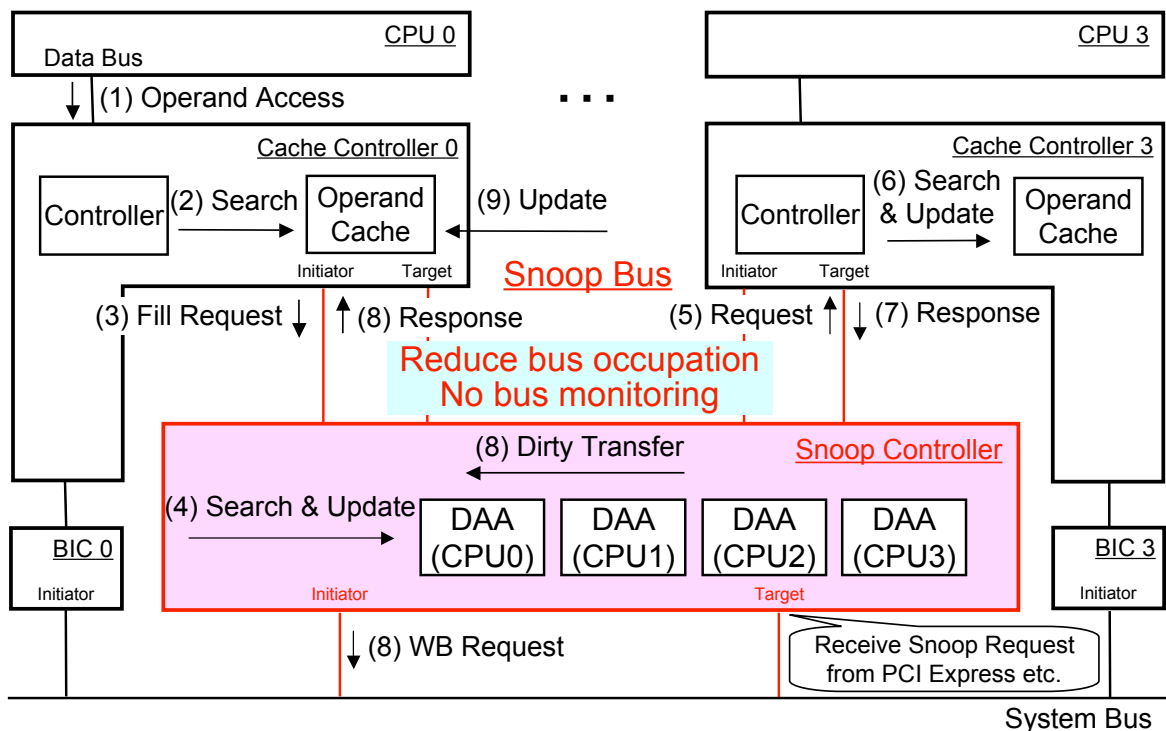 CPU 0
CPU 3
Data Bus
(1) Operand Access
. . .
Cache Controller 0
Cache Controller 3
Controller
(2) Search
Operand
Cache
(9) Update
Controller
(6) Search
& Update
Operand
Cache
Initiator
Target
Snoop Bus
Initiator
Target
(3) Fill Request
(8) Response
(5) Request
(7) Response
Reduce bus occupation
No bus monitoring
(8) Dirty Transfer
Snoop Controller
(4) Search & Update
DAA
(CPU0)
DAA
(CPU1)
DAA
(CPU2)
DAA
(CPU3)
BIC 0
Initiator
BIC 3
Initiator
Initiator
Target
(8) WB Request
Receive Snoop Request
from PCI Express etc.
System Bus